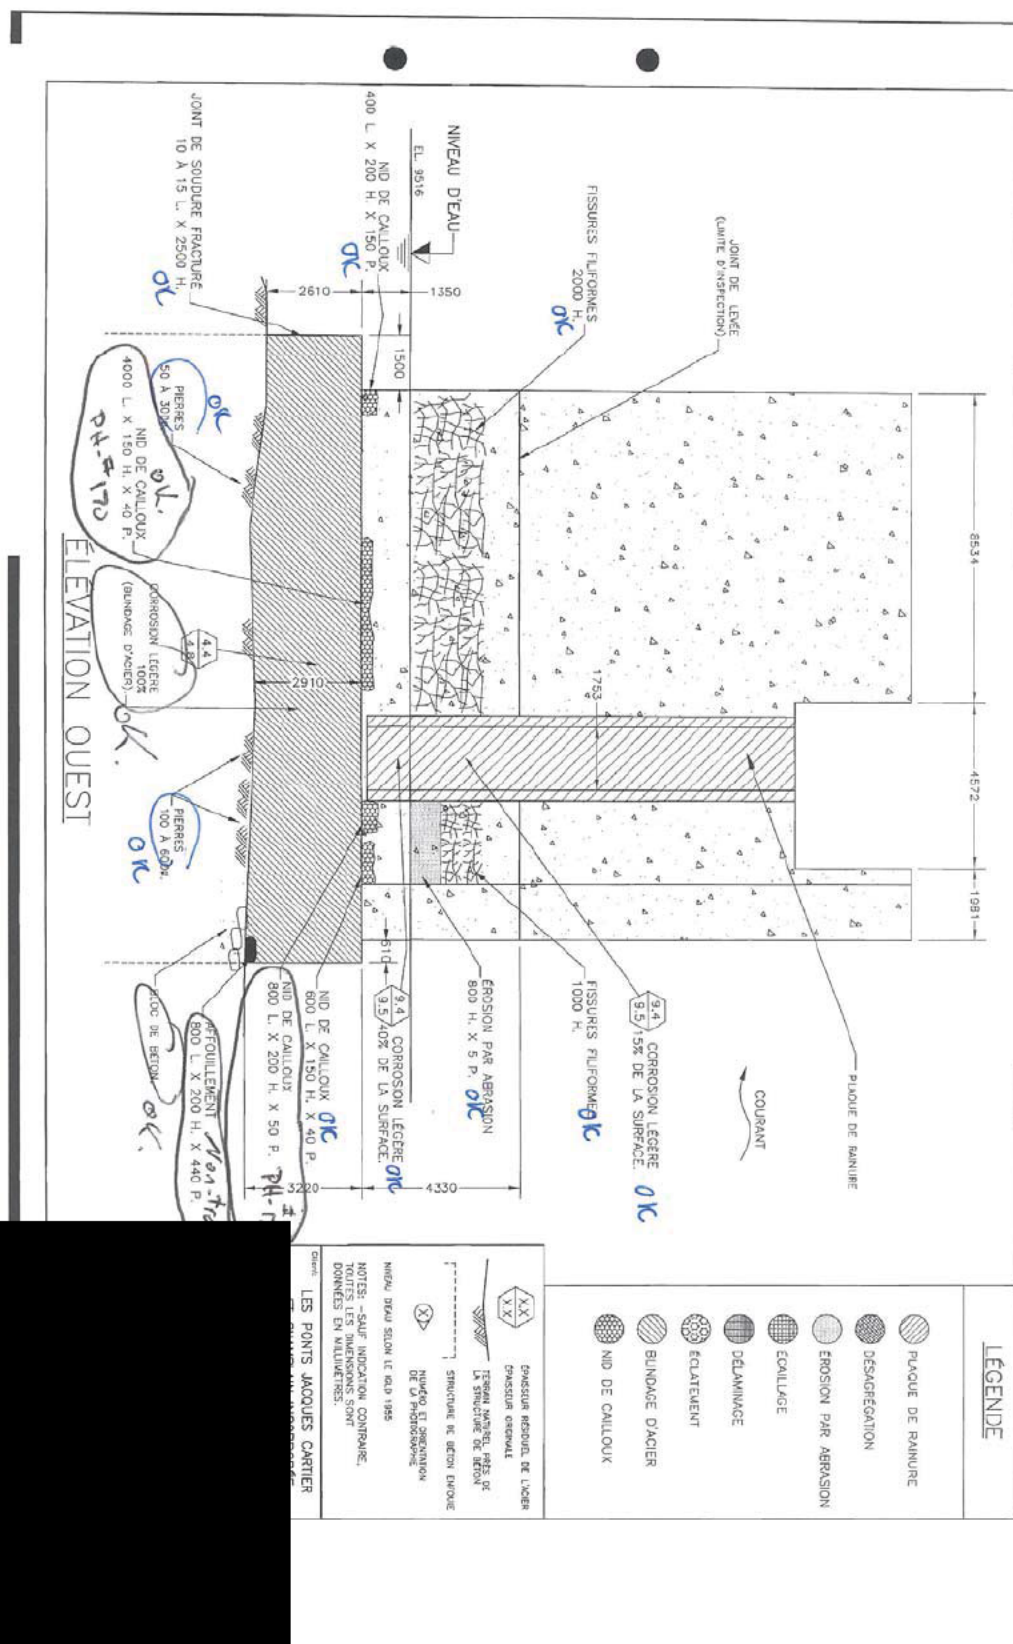 JOINT DE LEVÉE
(LIMITE D'INSPECTION)
FISSURES FILIFORMES
2000 H.
OK
NIVEAU D'EAU
EL. 9516
NID DE CAILLOUX
400 L. X 200 H. X 150 P.
OK
JOINT DE SOUDURE FRACTURÉ
10 À 15 L. X 2500 H.
OK
2610
1350
1500
8534
4572
1981
1753
2910
610
3220
4330
PIERRES
50 À 300
OK
NID DE CAILLOUX
4000 L. X 150 H. X 40 P.
OK.
PH-#170
4.4
4.8
CORROSION LÉGÈRE
100%
(BLINDAGE D'ACIER)
OK.
PIERRES
100 À 600
OK
ÉLÉVATION OUEST
BLOC DE BÉTON
OK.
AFFOUILLEMENT
800 L. X 200 H. X 440 P.
NID DE CAILLOUX
800 L. X 200 H. X 50 P.
NID DE CAILLOUX
600 L. X 150 H. X 40 P.
OK
9.4
9.5
CORROSION LÉGÈRE
40% DE LA SURFACE.
OK
ÉROSION PAR ABRASION
800 H. X 5 P.
OK
FISSURES FILIFORMES
1000 H.
OK
9.4
9.5
CORROSION LÉGÈRE
15% DE LA SURFACE.
OK
PLAQUE DE RAINURE
COURANT
LÉGENDE
PLAQUE DE RAINURE
DÉSAGRÉGATION
ÉROSION PAR ABRASION
ÉCAILLAGE
DÉLAMINAGE
ÉCLATEMENT
BLINDAGE D'ACIER
NID DE CAILLOUX
X.X
X.X
ÉPAISSEUR RÉSIDUEL DE L'ACIER
ÉPAISSEUR ORIGINALE
TERRAIN NATUREL PRÈS DE
LA STRUCTURE DE BÉTON
STRUCTURE DE BÉTON ENFOUIE
X
NUMÉRO ET ORIENTATION
DE LA PHOTOGRAPHIE
NIVEAU D'EAU SELON LE IGLD 1955
NOTES: -SAUF INDICATION CONTRAIRE,
TOUTES LES DIMENSIONS SONT
DONNÉES EN MILLIMÈTRES.
Client:
LES PONTS JACQUES CARTIER